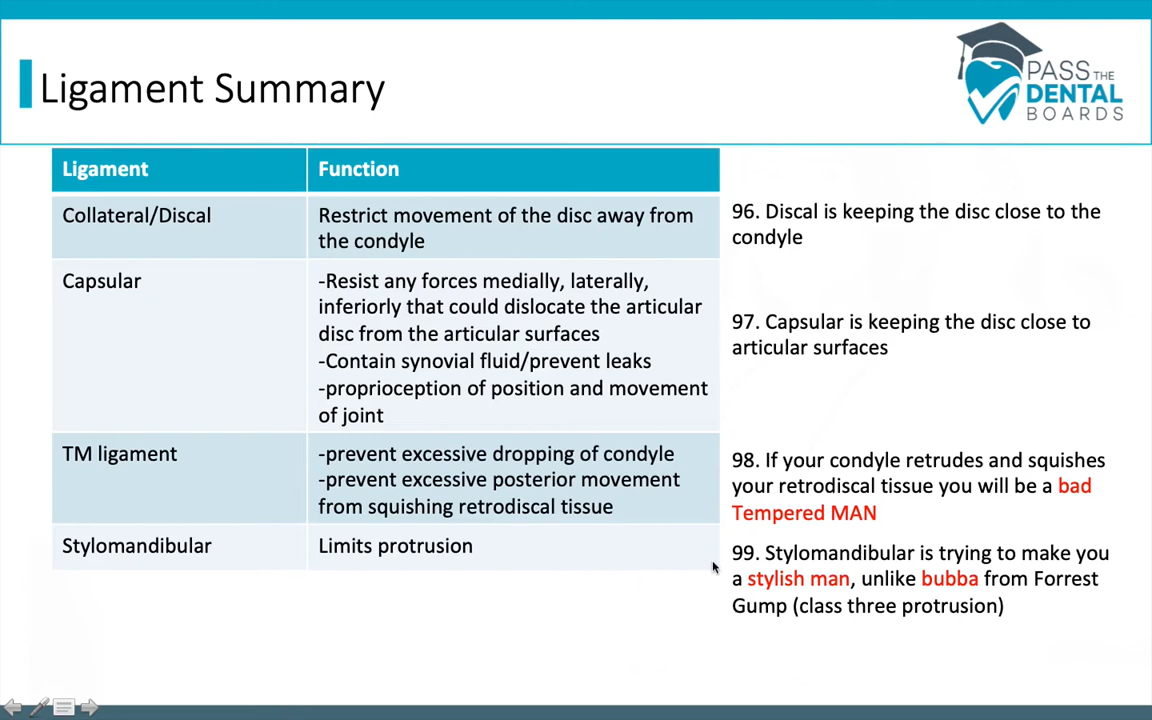 Ligament Summary
PASS THE
DENTAL
BOARDS
Ligament
Function
Collateral/Discal
Restrict movement of the disc away from
the condyle
Capsular
-Resist any forces medially, laterally,
inferiorly that could dislocate the articular
disc from the articular surfaces
-Contain synovial fluid/prevent leaks
-proprioception of position and movement
of joint
TM ligament
-prevent excessive dropping of condyle
-prevent excessive posterior movement
from squishing retrodiscal tissue
Stylomandibular
Limits protrusion
96. Discal is keeping the disc close to the
condyle
97. Capsular is keeping the disc close to
articular surfaces
98. If your condyle retrudes and squishes
your retrodiscal tissue you will be a bad
Tempered MAN
99. Stylomandibular is trying to make you
a stylish man, unlike bubba from Forrest
Gump (class three protrusion)